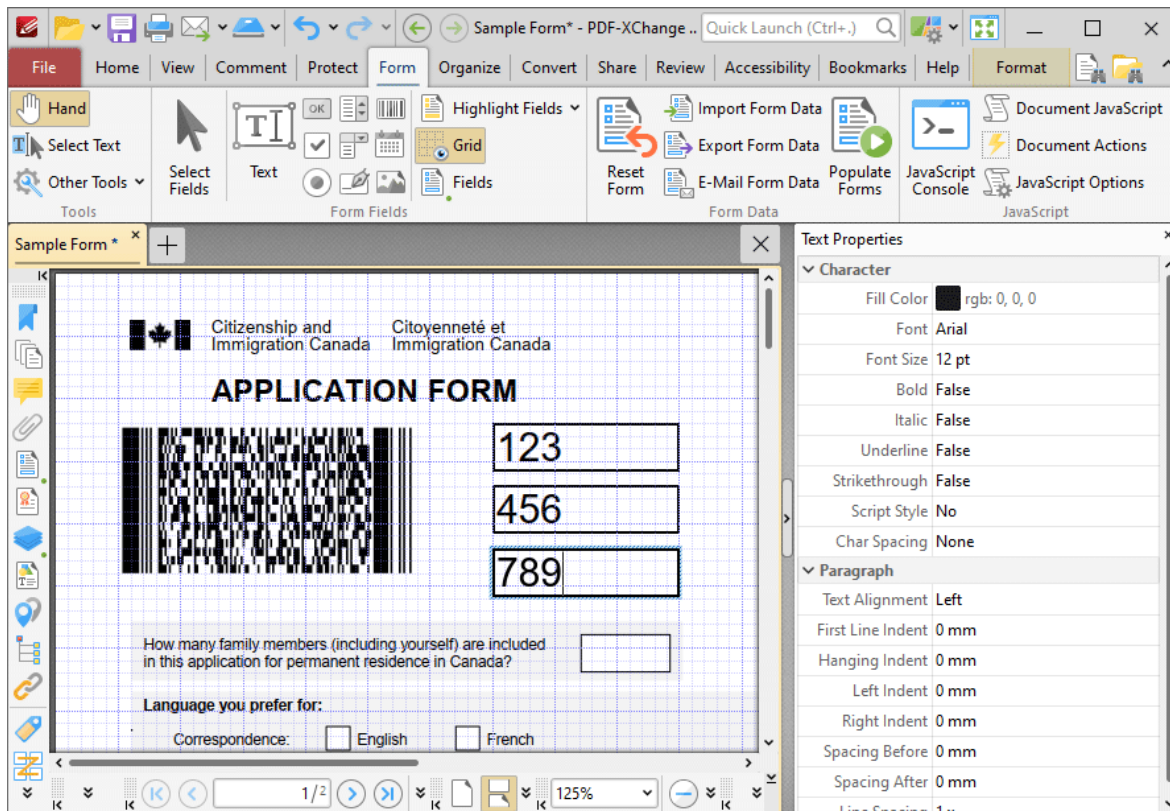 Sample Form* - PDF-XChange ..
Quick Launch (Ctrl+.)
File
Home
View
Comment
Protect
Form
Organize
Convert
Share
Review
Accessibility
Bookmarks
Help
Format
Hand
Select Text
Other Tools
Tools
Select
Fields
Text
OK
Highlight Fields
Grid
Fields
Form Fields
Reset
Form
Import Form Data
Export Form Data
E-Mail Form Data
Populate
Forms
Form Data
JavaScript
Console
Document JavaScript
Document Actions
JavaScript Options
JavaScript
Sample Form *
Citizenship and
Immigration Canada
Citoyenneté et
Immigration Canada
APPLICATION FORM
123
456
789
How many family members (including yourself) are included
in this application for permanent residence in Canada?
Language you prefer for:
Correspondence:
English
French
1/2
125%
Text Properties
Character
Fill Color rgb: 0, 0, 0
Font Arial
Font Size 12 pt
Bold False
Italic False
Underline False
Strikethrough False
Script Style No
Char Spacing None
Paragraph
Text Alignment Left
First Line Indent 0 mm
Hanging Indent 0 mm
Left Indent 0 mm
Right Indent 0 mm
Spacing Before 0 mm
Spacing After 0 mm
Line Spacing 1 x